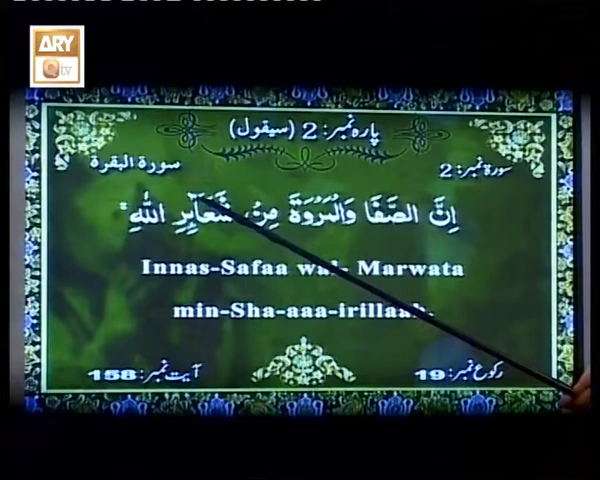 ARY
Qtv
پارہ نمبر: 2 (سیقول)
سورۃ نمبر: 2
سورۃ البقرۃ
اِنَّ الصَّفَا وَالْمَرْوَةَ مِنْ شَعَآىِٕرِ اللّٰهِ ۚ
Innas-Safaa wal- Marwata
min-Sha-aaa-irillaah.
رکوع نمبر: 19
آیت نمبر: 158